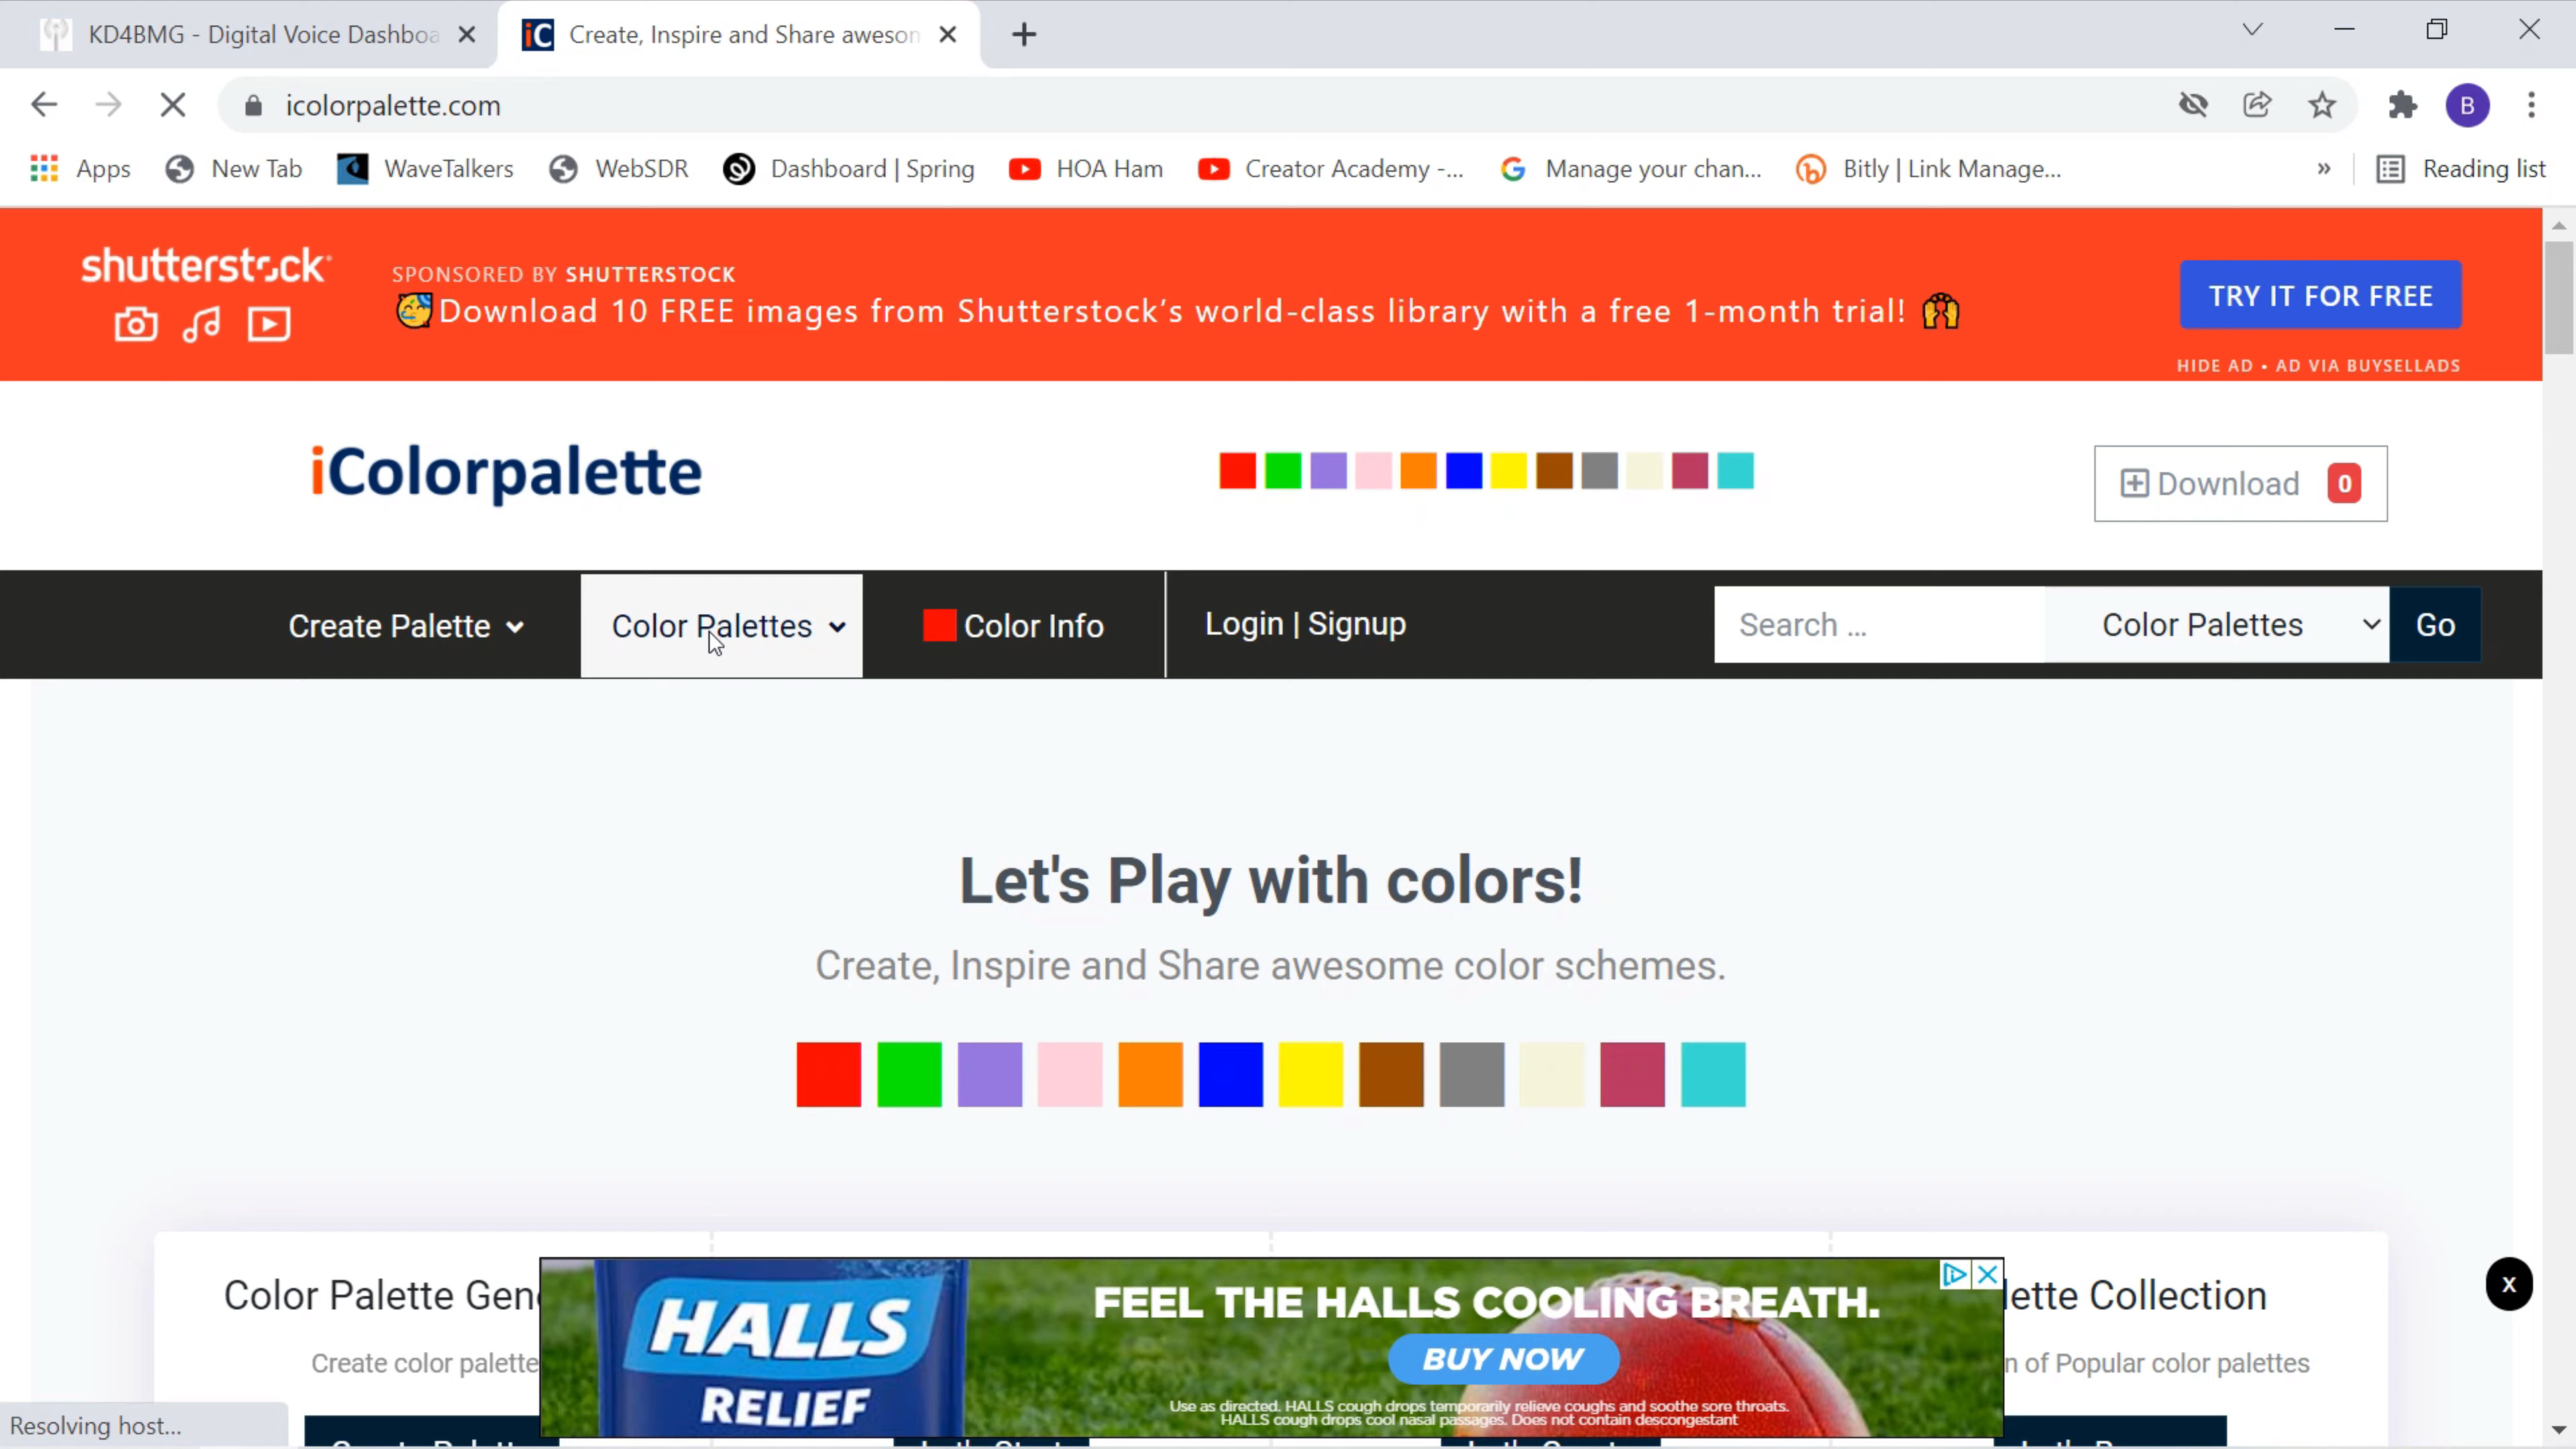 KD4BMG - Digital Voice Dashboa
iC Create, Inspire and Share aweson
icolorpalette.com
B
Apps New Tab WaveTalkers WebSDR Dashboard | Spring HOA Ham Creator Academy -... Manage your chan... Bitly | Link Manage... » Reading list
shutterstock
SPONSORED BY SHUTTERSTOCK
Download 10 FREE images from Shutterstock's world-class library with a free 1-month trial!
TRY IT FOR FREE
HIDE AD • AD VIA BUYSELLADS
iColorpalette
Download 0
Create Palette Color Palettes Color Info Login | Signup Search ... Color Palettes Go
Let's Play with colors!
Create, Inspire and Share awesome color schemes.
Color Palette Gen
lette Collection
Create color palette
n of Popular color palettes
HALLS
RELIEF
FEEL THE HALLS COOLING BREATH.
BUY NOW
Use as directed. HALLS cough drops temporarily relieve coughs and soothe sore throats.
HALLS cough drops cool nasal passages. Does not contain descongestant
x
Resolving host...